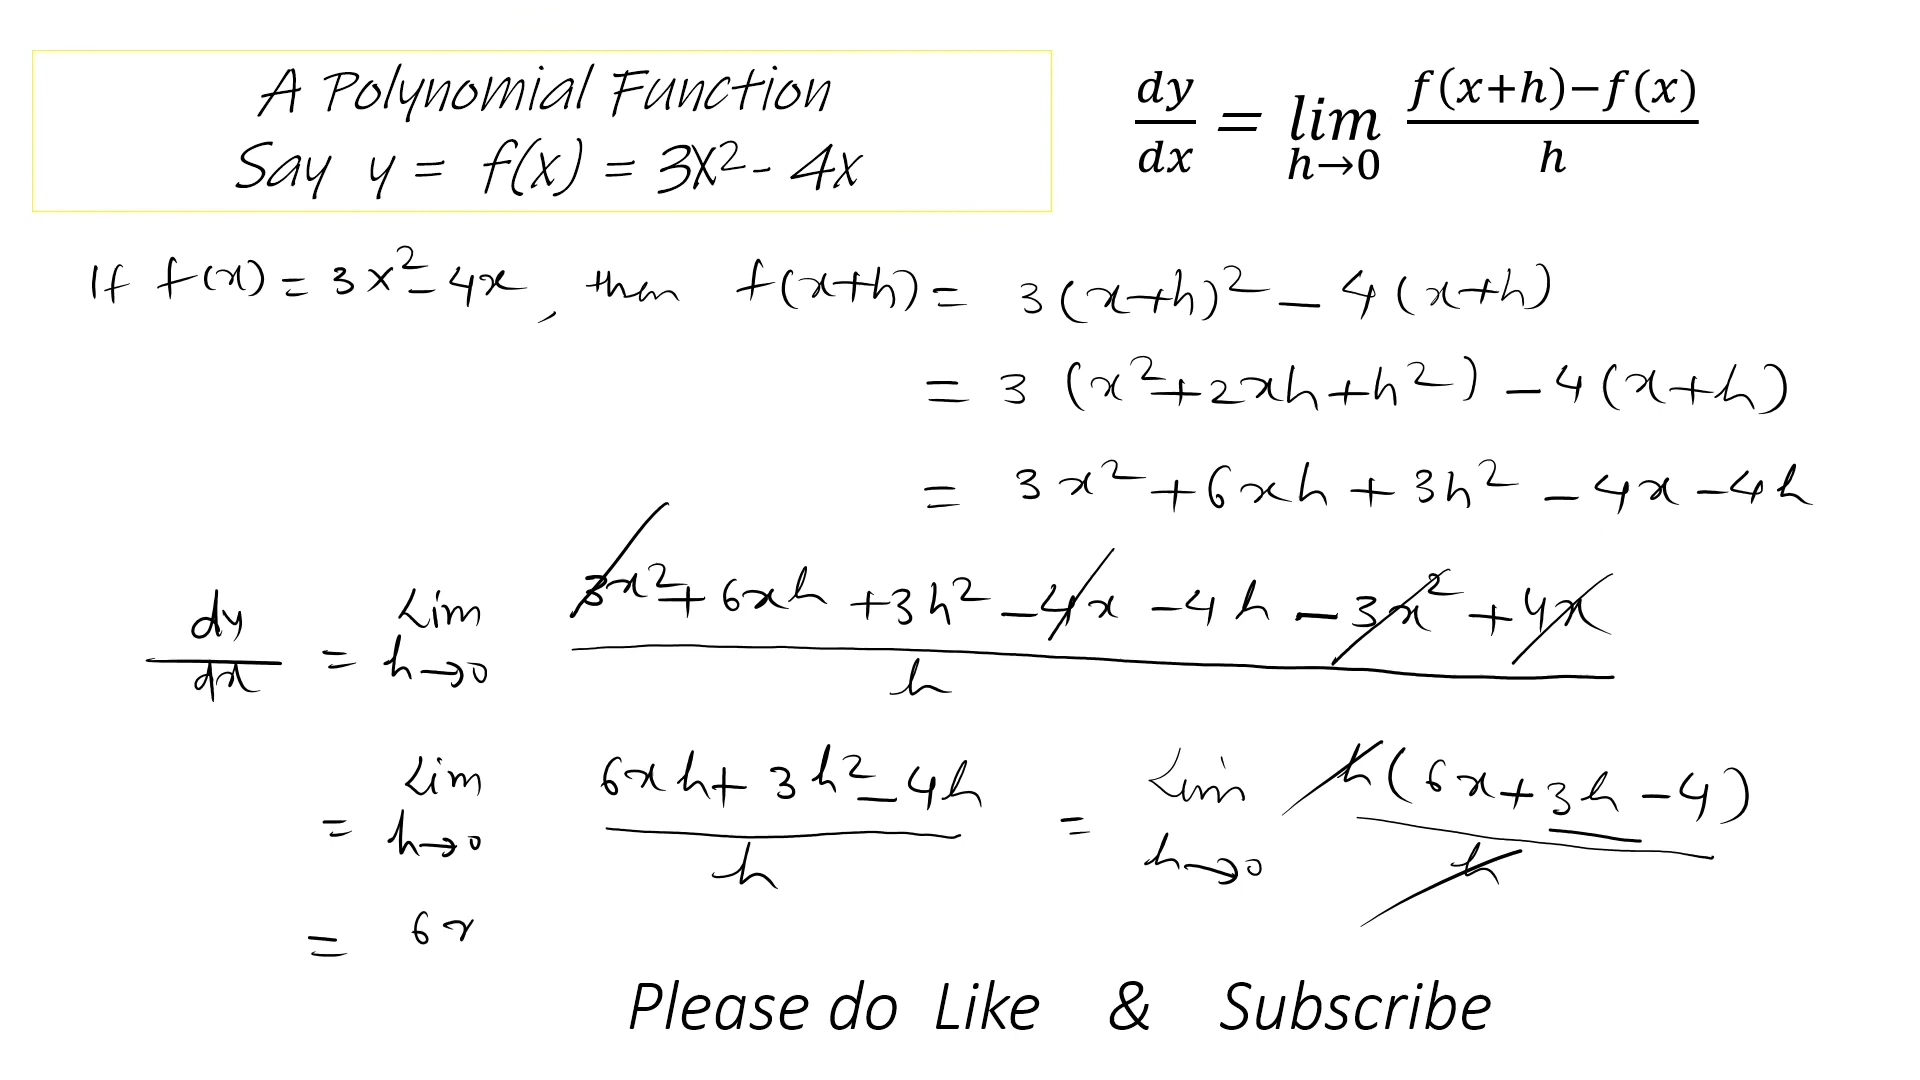 A Polynomial Function
Say y = f(x) = 3X² - 4x
dy/dx = lim h→0 f(x+h)−f(x) / h
If f(x) = 3x² - 4x, then f(x+h) = 3(x+h)² - 4(x+h)
= 3 (x²+2xh+h²) - 4(x+h)
= 3x² + 6xh + 3h² - 4x - 4h
dy/dx = Lim h→0 3x² + 6xh + 3h² - 4x - 4h - 3x² + 4x / h
= Lim h→0 6xh + 3h² - 4h / h = Lim h→0 h(6x+3h-4) / h
= 6x
Please do Like & Subscribe